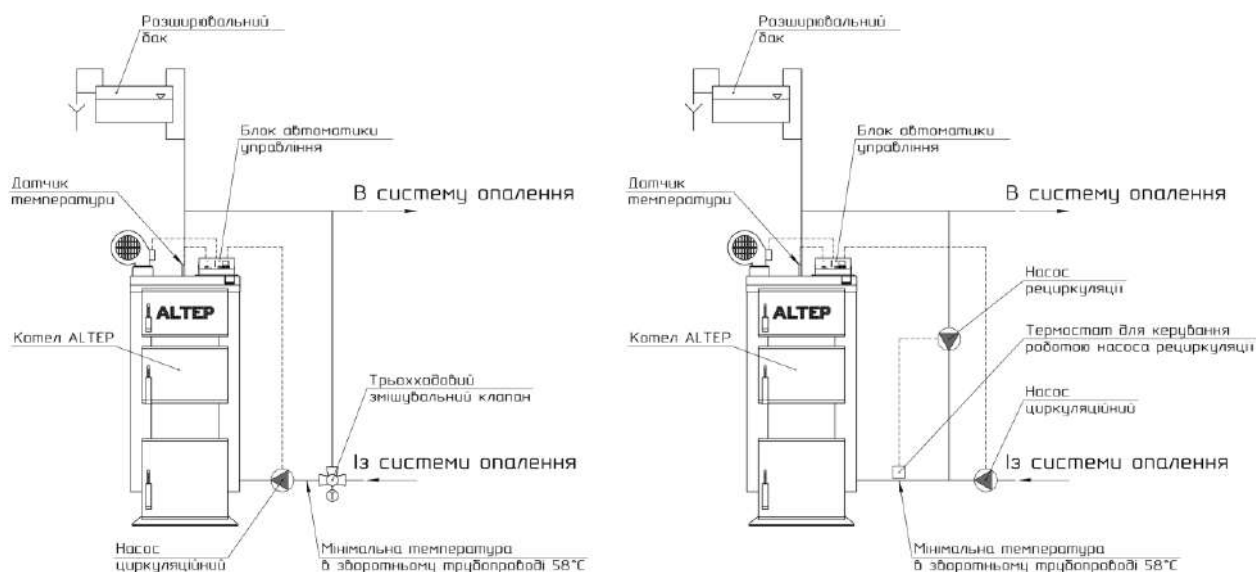 Розширювальний
бак
Блок автоматики
управління
Датчик
температури
В систему опалення
ALTEP
Котел ALTEP
Трьохходовий
змішувальний клапан
Із системи опалення
Насос
циркуляційний
Мінімальна температура
в зворотньому трубопроводі 58°С
Розширювальний
бак
Блок автоматики
управління
Датчик
температури
В систему опалення
Насос
рециркуляції
ALTEP
Термостат для керування
роботою насоса рециркуляції
Котел ALTEP
Насос
циркуляційний
Із системи опалення
Мінімальна температура
в зворотньому трубопроводі 58°С